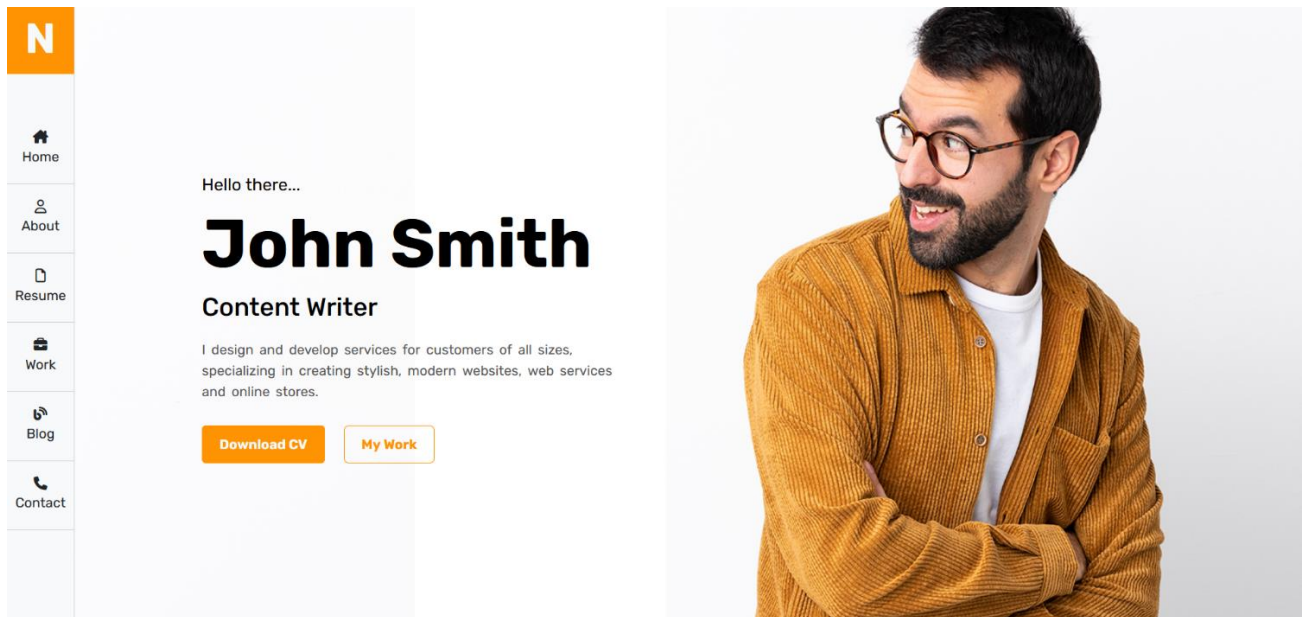 N
Home
About
Resume
Work
Blog
Contact
Hello there...
John Smith
Content Writer
I design and develop services for customers of all sizes,
specializing in creating stylish, modern websites, web services
and online stores.
Download CV
My Work